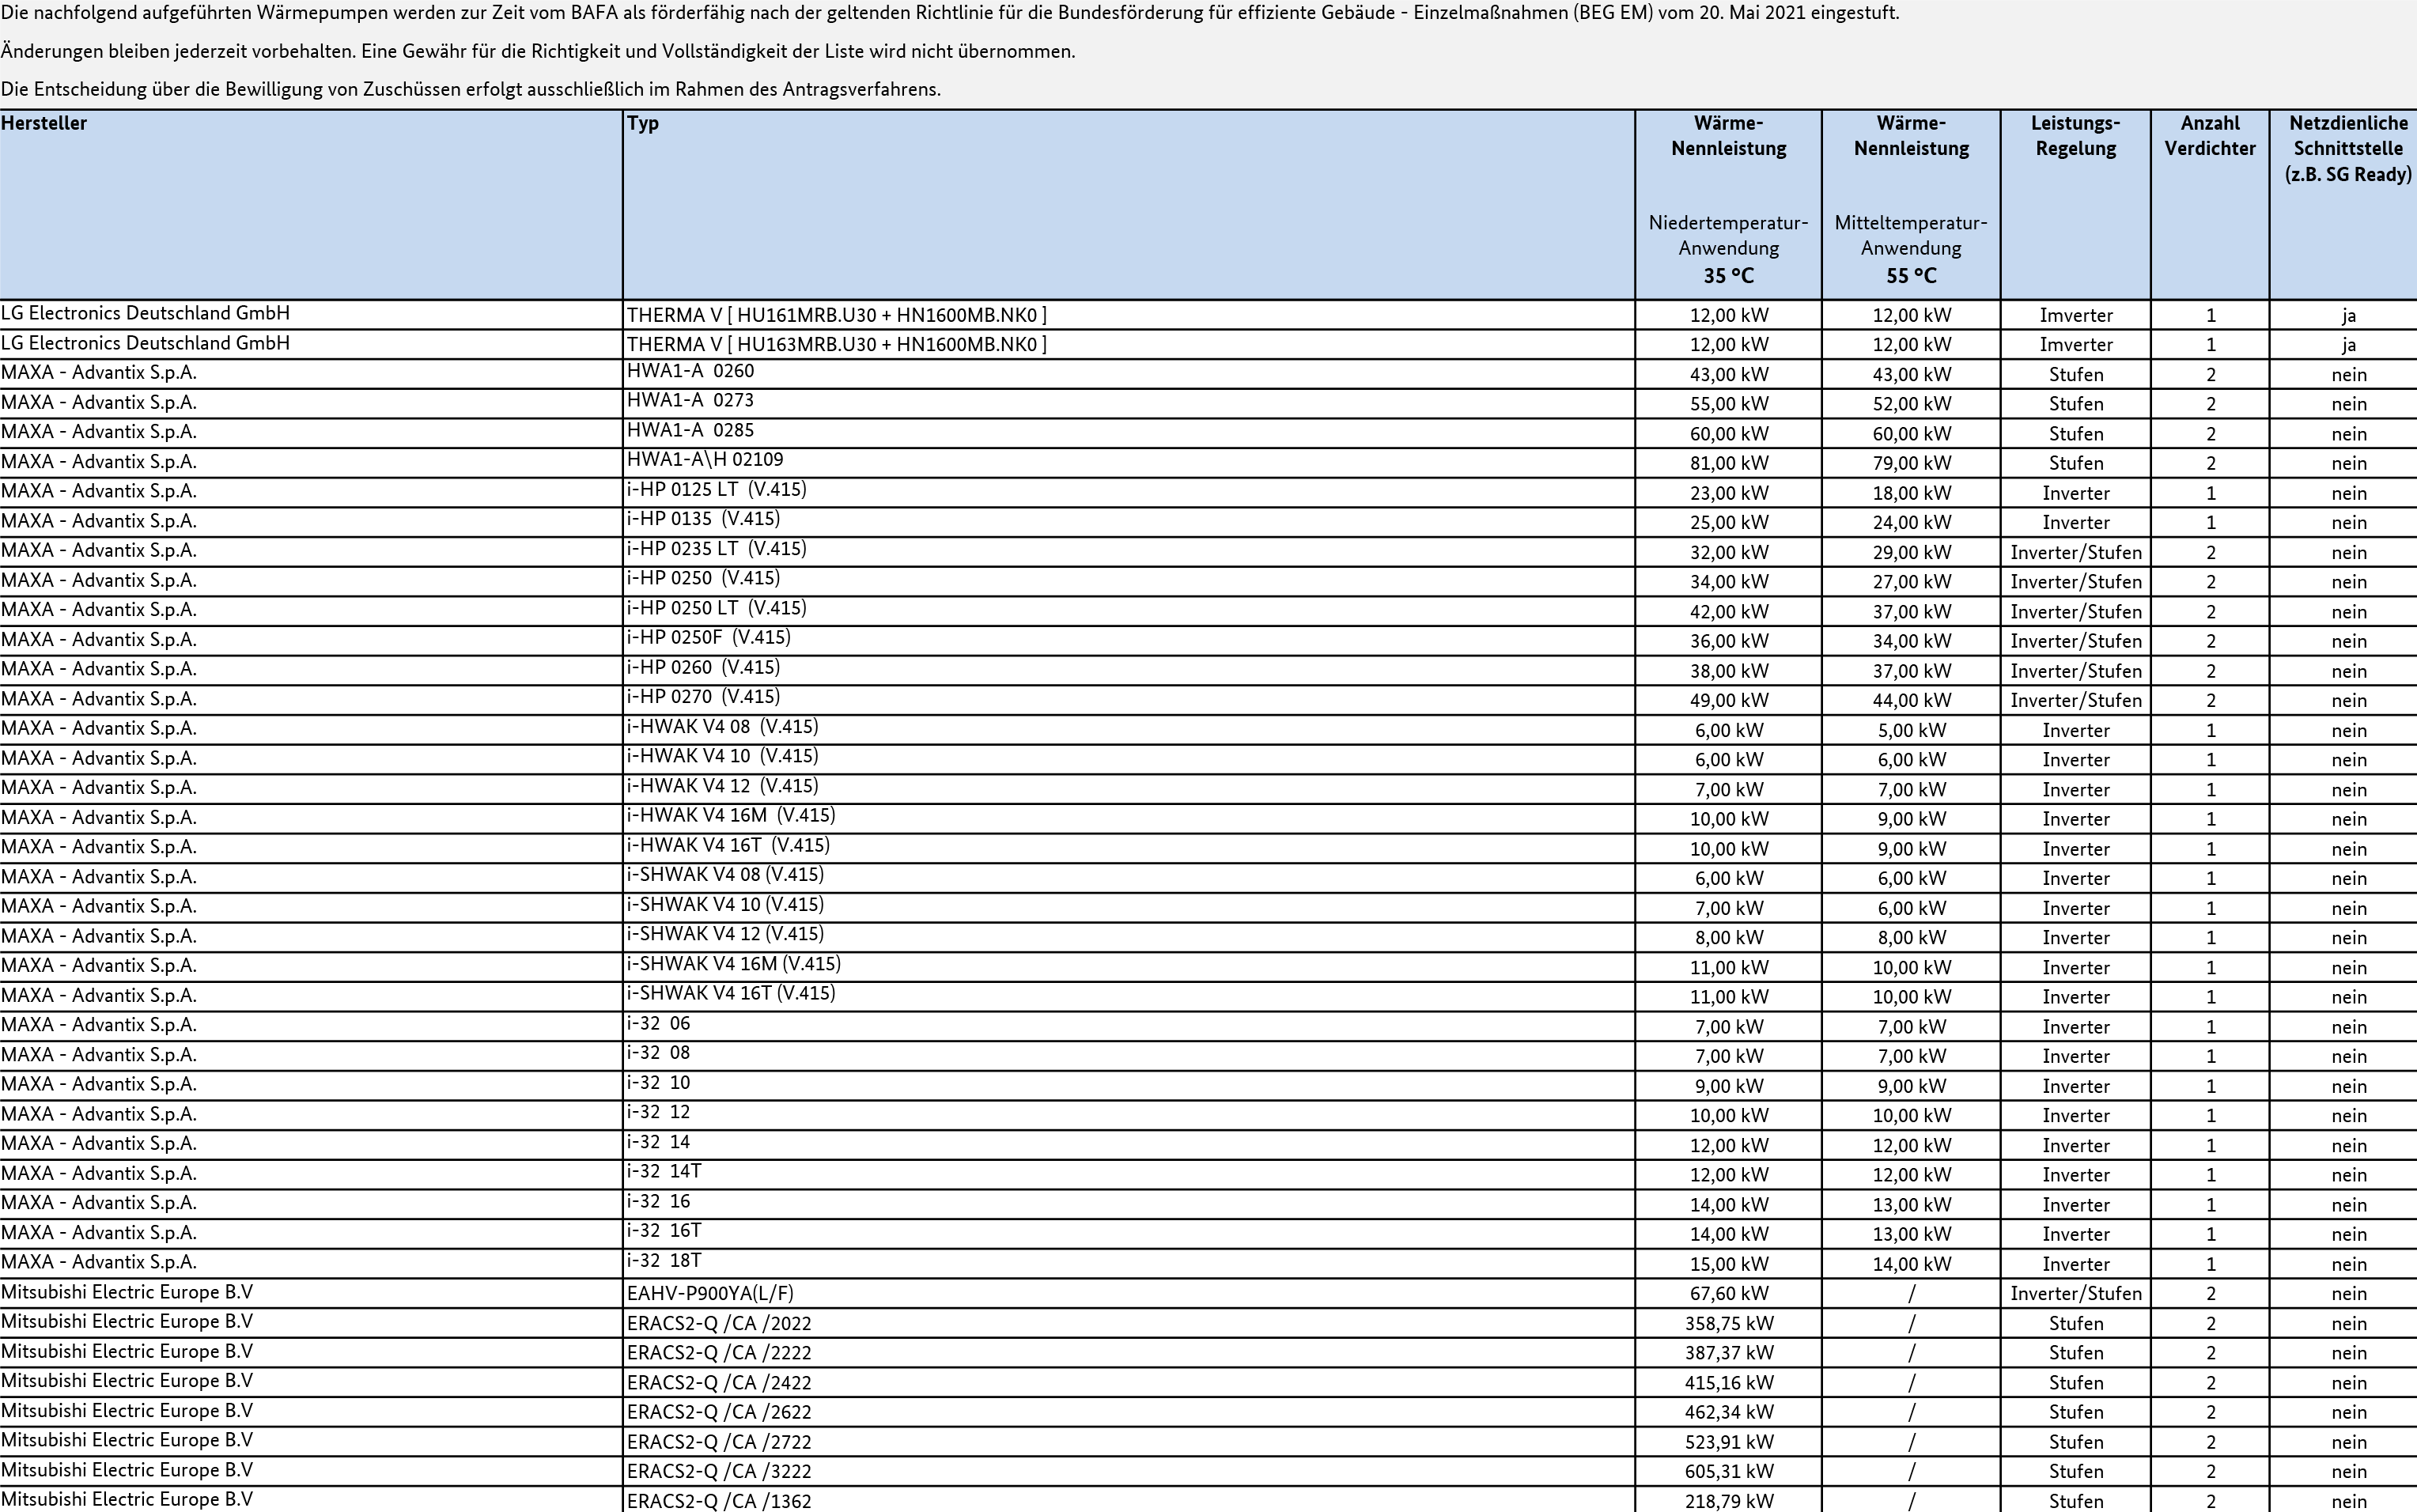 Die nachfolgend aufgeführten Wärmepumpen werden zur Zeit vom BAFA als förderfähig nach der geltenden Richtlinie für die Bundesförderung für effiziente Gebäude - Einzelmaßnahmen (BEG EM) vom 20. Mai 2021 eingestuft.
Änderungen bleiben jederzeit vorbehalten. Eine Gewähr für die Richtigkeit und Vollständigkeit der Liste wird nicht übernommen.
Die Entscheidung über die Bewilligung von Zuschüssen erfolgt ausschließlich im Rahmen des Antragsverfahrens.
Hersteller Typ Wärme- Wärme- Leistungs- Anzahl Netzdienliche
Nennleistung Nennleistung Regelung Verdichter Schnittstelle
(z.B. SG Ready)
Niedertemperatur- Mitteltemperatur-
Anwendung Anwendung
35 °C 55 °C
LG Electronics Deutschland GmbH THERMA V [ HU161MRB.U30 + HN1600MB.NK0 ] 12,00 kW 12,00 kW Imverter 1 ja
LG Electronics Deutschland GmbH THERMA V [ HU163MRB.U30 + HN1600MB.NK0 ] 12,00 kW 12,00 kW Imverter 1 ja
MAXA - Advantix S.p.A. HWA1-A  0260 43,00 kW 43,00 kW Stufen 2 nein
MAXA - Advantix S.p.A. HWA1-A  0273 55,00 kW 52,00 kW Stufen 2 nein
MAXA - Advantix S.p.A. HWA1-A  0285 60,00 kW 60,00 kW Stufen 2 nein
MAXA - Advantix S.p.A. HWA1-A\H 02109 81,00 kW 79,00 kW Stufen 2 nein
MAXA - Advantix S.p.A. i-HP 0125 LT  (V.415) 23,00 kW 18,00 kW Inverter 1 nein
MAXA - Advantix S.p.A. i-HP 0135  (V.415) 25,00 kW 24,00 kW Inverter 1 nein
MAXA - Advantix S.p.A. i-HP 0235 LT  (V.415) 32,00 kW 29,00 kW Inverter/Stufen 2 nein
MAXA - Advantix S.p.A. i-HP 0250  (V.415) 34,00 kW 27,00 kW Inverter/Stufen 2 nein
MAXA - Advantix S.p.A. i-HP 0250 LT  (V.415) 42,00 kW 37,00 kW Inverter/Stufen 2 nein
MAXA - Advantix S.p.A. i-HP 0250F  (V.415) 36,00 kW 34,00 kW Inverter/Stufen 2 nein
MAXA - Advantix S.p.A. i-HP 0260  (V.415) 38,00 kW 37,00 kW Inverter/Stufen 2 nein
MAXA - Advantix S.p.A. i-HP 0270  (V.415) 49,00 kW 44,00 kW Inverter/Stufen 2 nein
MAXA - Advantix S.p.A. i-HWAK V4 08  (V.415) 6,00 kW 5,00 kW Inverter 1 nein
MAXA - Advantix S.p.A. i-HWAK V4 10  (V.415) 6,00 kW 6,00 kW Inverter 1 nein
MAXA - Advantix S.p.A. i-HWAK V4 12  (V.415) 7,00 kW 7,00 kW Inverter 1 nein
MAXA - Advantix S.p.A. i-HWAK V4 16M  (V.415) 10,00 kW 9,00 kW Inverter 1 nein
MAXA - Advantix S.p.A. i-HWAK V4 16T  (V.415) 10,00 kW 9,00 kW Inverter 1 nein
MAXA - Advantix S.p.A. i-SHWAK V4 08 (V.415) 6,00 kW 6,00 kW Inverter 1 nein
MAXA - Advantix S.p.A. i-SHWAK V4 10 (V.415) 7,00 kW 6,00 kW Inverter 1 nein
MAXA - Advantix S.p.A. i-SHWAK V4 12 (V.415) 8,00 kW 8,00 kW Inverter 1 nein
MAXA - Advantix S.p.A. i-SHWAK V4 16M (V.415) 11,00 kW 10,00 kW Inverter 1 nein
MAXA - Advantix S.p.A. i-SHWAK V4 16T (V.415) 11,00 kW 10,00 kW Inverter 1 nein
MAXA - Advantix S.p.A. i-32  06 7,00 kW 7,00 kW Inverter 1 nein
MAXA - Advantix S.p.A. i-32  08 7,00 kW 7,00 kW Inverter 1 nein
MAXA - Advantix S.p.A. i-32  10 9,00 kW 9,00 kW Inverter 1 nein
MAXA - Advantix S.p.A. i-32  12 10,00 kW 10,00 kW Inverter 1 nein
MAXA - Advantix S.p.A. i-32  14 12,00 kW 12,00 kW Inverter 1 nein
MAXA - Advantix S.p.A. i-32  14T 12,00 kW 12,00 kW Inverter 1 nein
MAXA - Advantix S.p.A. i-32  16 14,00 kW 13,00 kW Inverter 1 nein
MAXA - Advantix S.p.A. i-32  16T 14,00 kW 13,00 kW Inverter 1 nein
MAXA - Advantix S.p.A. i-32  18T 15,00 kW 14,00 kW Inverter 1 nein
Mitsubishi Electric Europe B.V EAHV-P900YA(L/F) 67,60 kW / Inverter/Stufen 2 nein
Mitsubishi Electric Europe B.V ERACS2-Q /CA /2022 358,75 kW / Stufen 2 nein
Mitsubishi Electric Europe B.V ERACS2-Q /CA /2222 387,37 kW / Stufen 2 nein
Mitsubishi Electric Europe B.V ERACS2-Q /CA /2422 415,16 kW / Stufen 2 nein
Mitsubishi Electric Europe B.V ERACS2-Q /CA /2622 462,34 kW / Stufen 2 nein
Mitsubishi Electric Europe B.V ERACS2-Q /CA /2722 523,91 kW / Stufen 2 nein
Mitsubishi Electric Europe B.V ERACS2-Q /CA /3222 605,31 kW / Stufen 2 nein
Mitsubishi Electric Europe B.V ERACS2-Q /CA /1362 218,79 kW / Stufen 2 nein